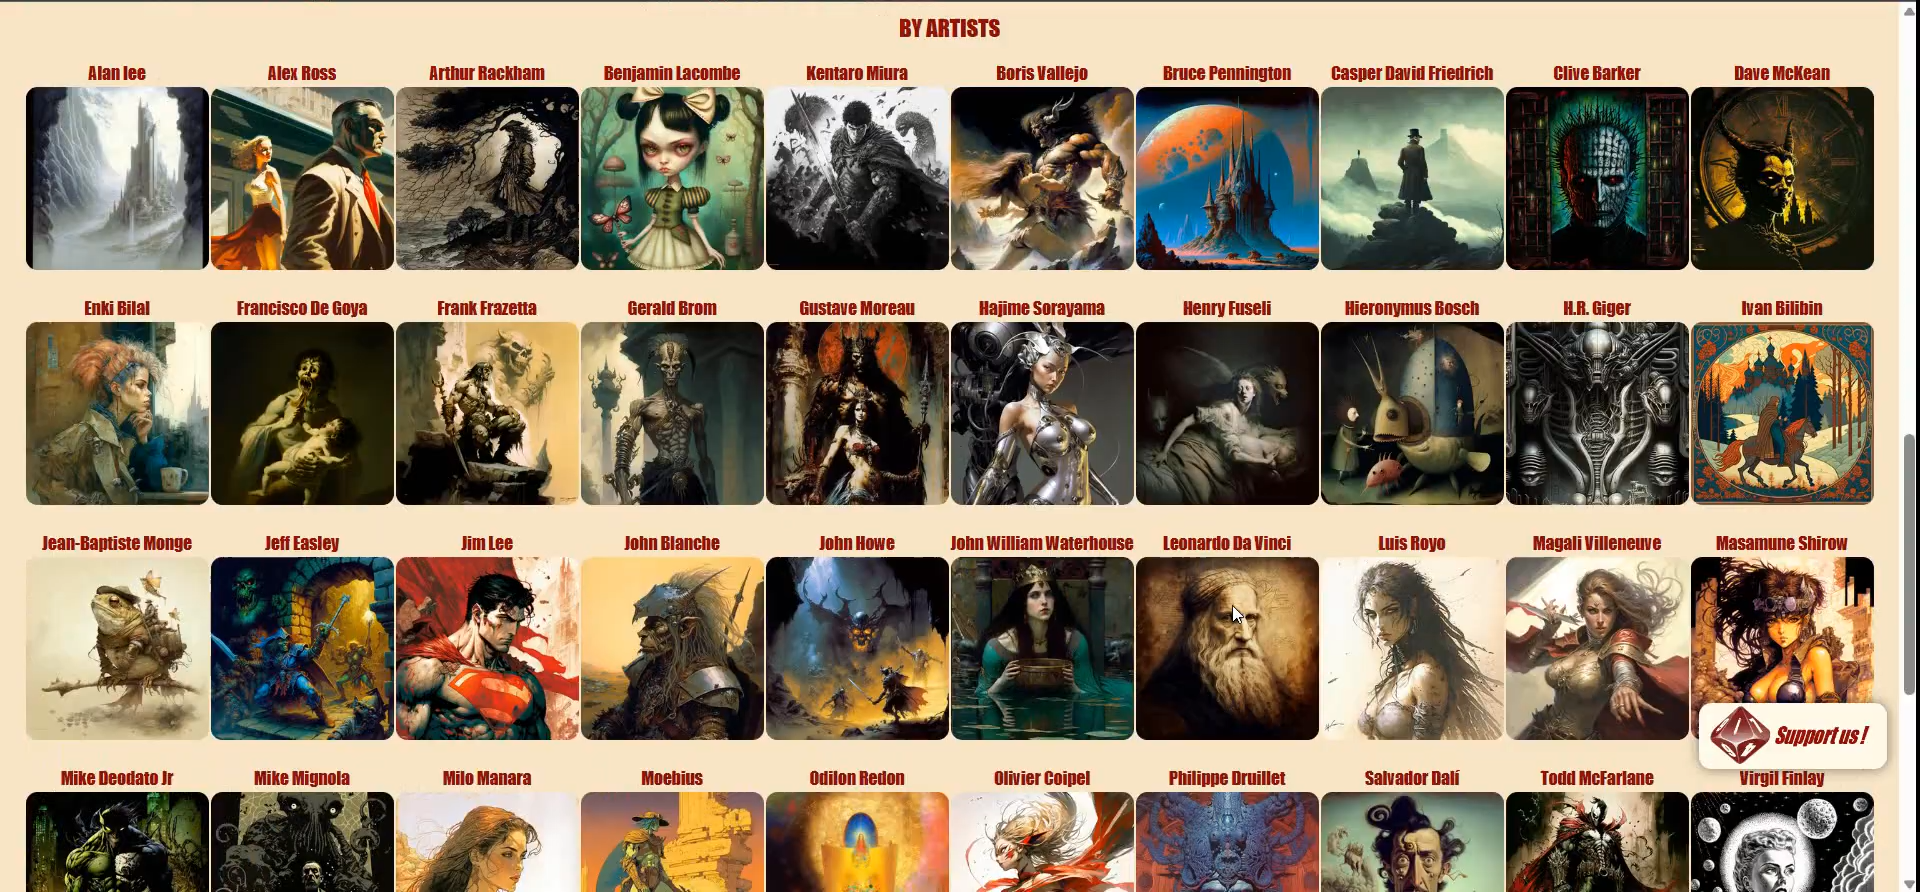 BY ARTISTS
Alan lee Alex Ross Arthur Rackham Benjamin Lacombe Kentaro Miura Boris Vallejo Bruce Pennington Casper David Friedrich Clive Barker Dave McKean
Enki Bilal Francisco De Goya Frank Frazetta Gerald Brom Gustave Moreau Hajime Sorayama Henry Fuseli Hieronymus Bosch H.R. Giger Ivan Bilibin
Jean-Baptiste Monge Jeff Easley Jim Lee John Blanche John Howe John William Waterhouse Leonardo Da Vinci Luis Royo Magali Villeneuve Masamune Shirow
Support us!
Mike Deodato Jr Mike Mignola Milo Manara Moebius Odilon Redon Olivier Coipel Philippe Druillet Salvador Dalí Todd McFarlane Virgil Finlay